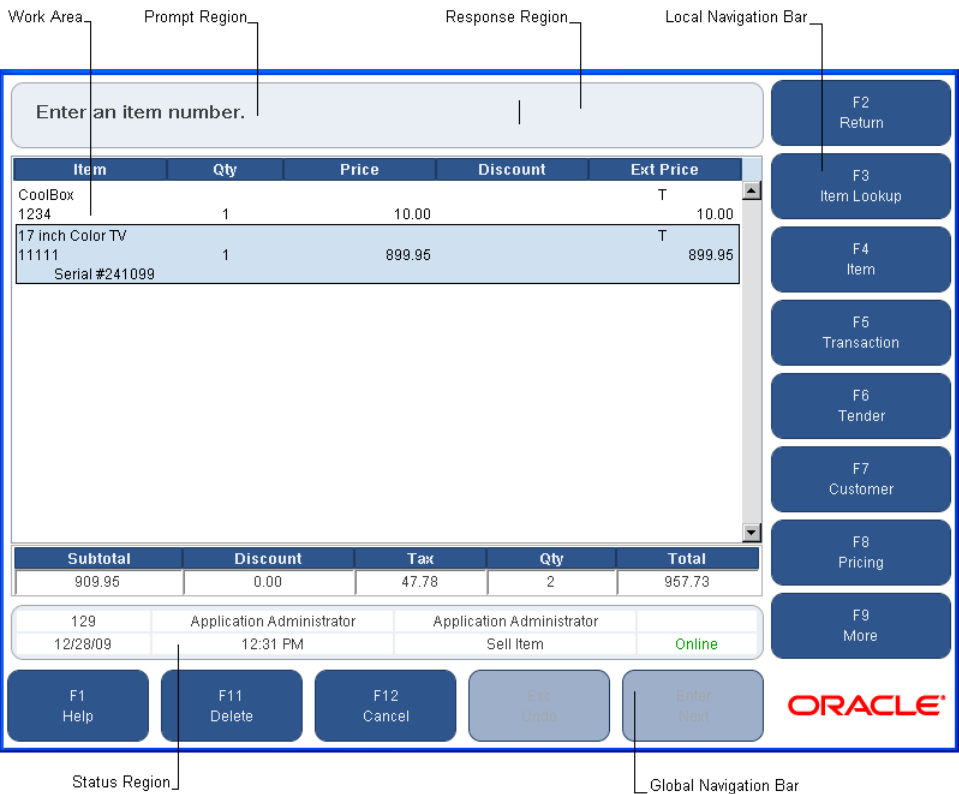 Work Area
Prompt Region
Response Region
Local Navigation Bar
Enter an item number.
F2
Return
F3
Item Lookup
F4
Item
F5
Transaction
F6
Tender
F7
Customer
F8
Pricing
F9
More
Item Qty Price Discount Ext Price
CoolBox T
1234 1 10.00 10.00
17 inch Color TV T
11111 1 899.95 899.95
Serial #241099
Subtotal Discount Tax Qty Total
909.95 0.00 47.78 2 957.73
129 Application Administrator Application Administrator
12/28/09 12:31 PM Sell Item Online
F1
Help
F11
Delete
F12
Cancel
Esc
Undo
Enter
Next
ORACLE
Status Region
Global Navigation Bar